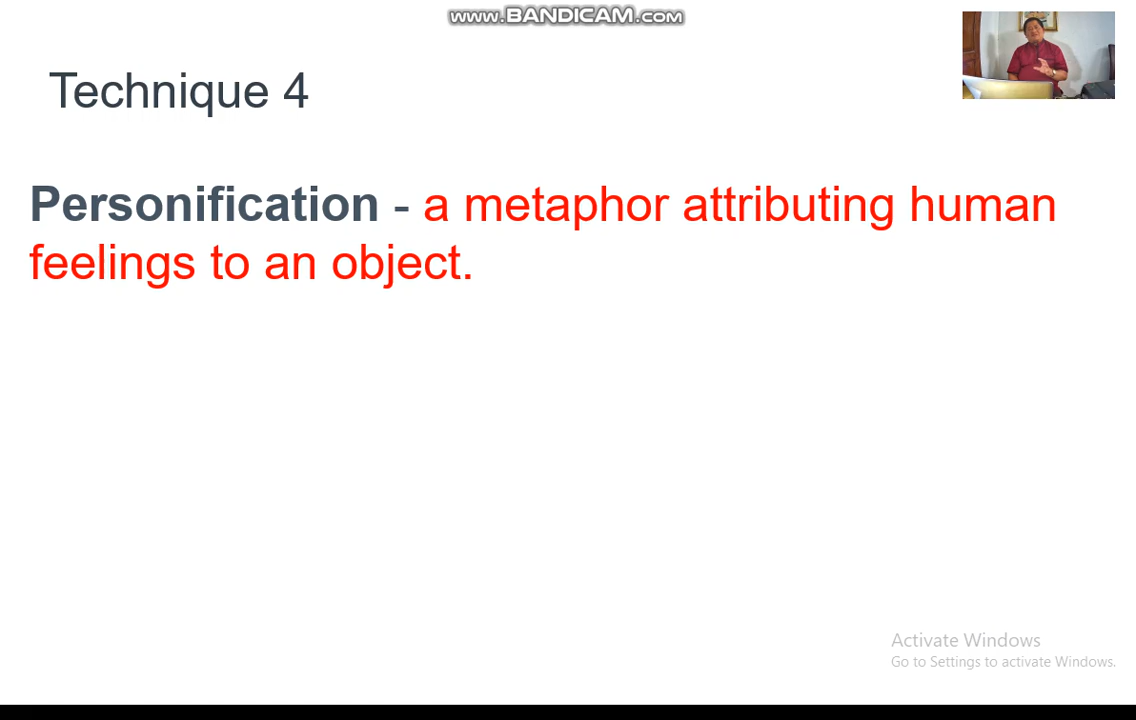 www.BANDICAM.com
Technique 4
Personification - a metaphor attributing human
feelings to an object.
Activate Windows
Go to Settings to activate Windows.